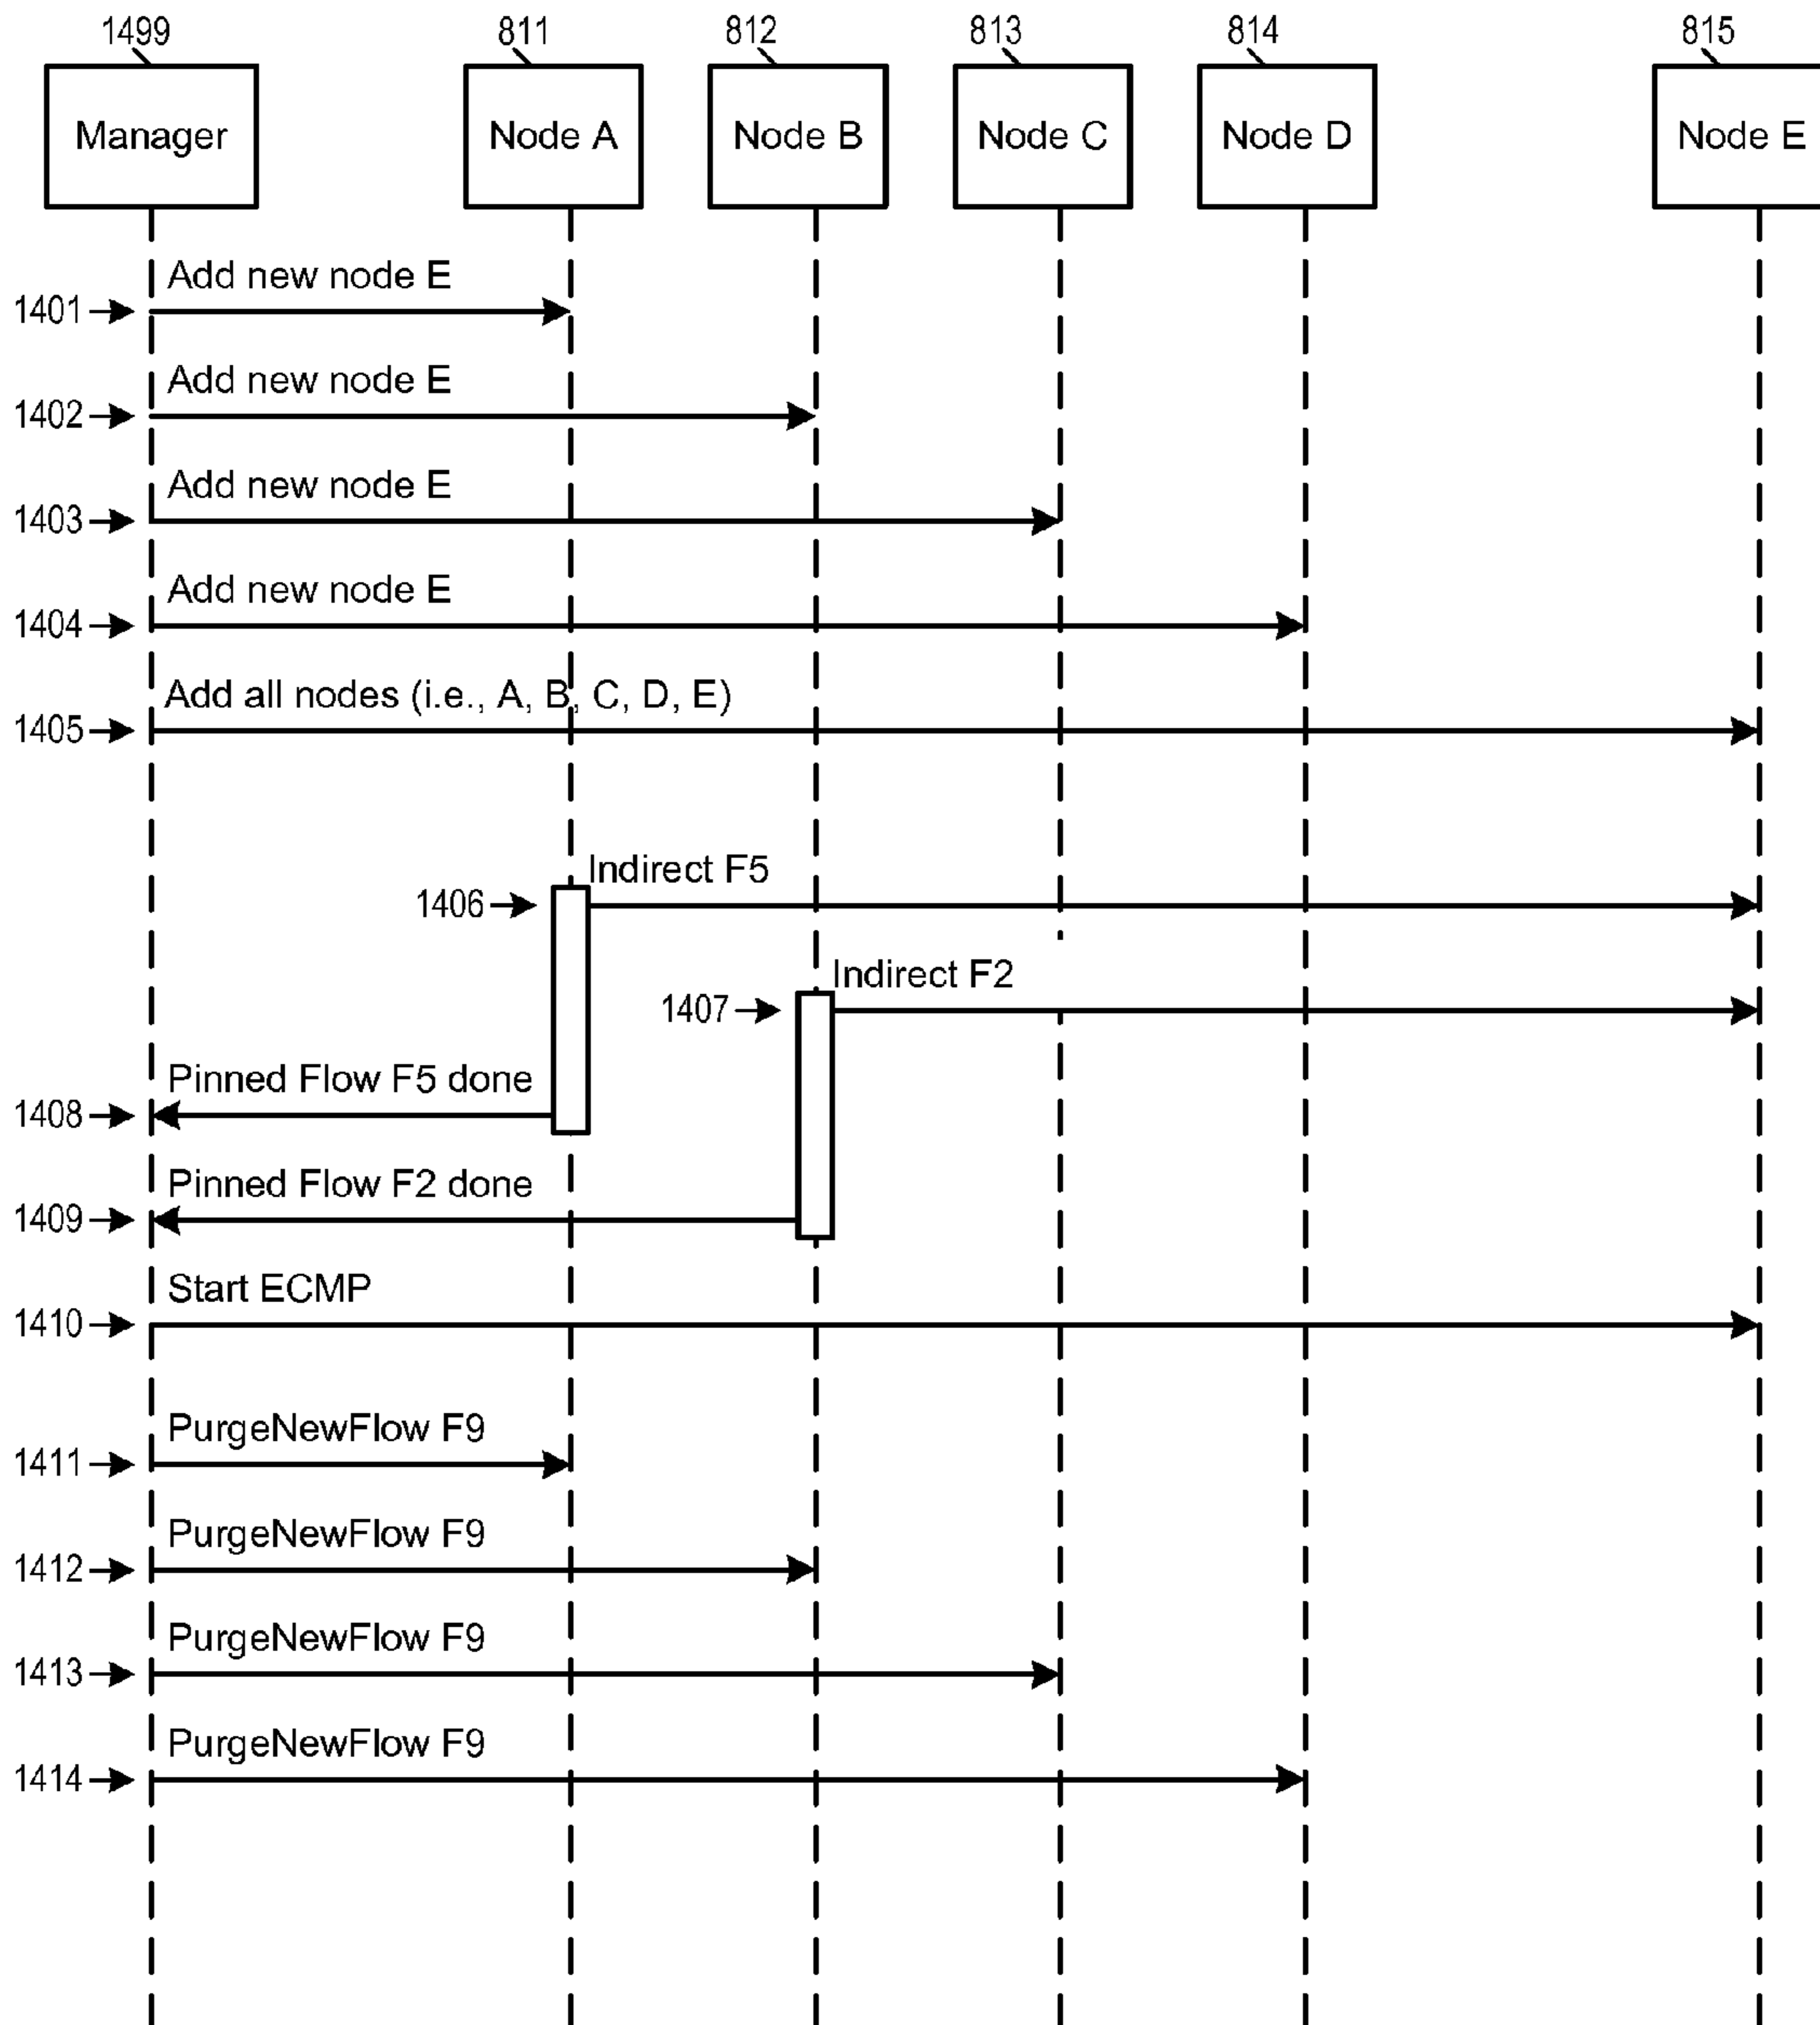 1499 811 812 813 814 815
Manager Node A Node B Node C Node D Node E
Add new node E
1401
Add new node E
1402
Add new node E
1403
Add new node E
1404
Add all nodes (i.e., A, B, C, D, E)
1405
Indirect F5
1406
Indirect F2
1407
Pinned Flow F5 done
1408
Pinned Flow F2 done
1409
Start ECMP
1410
PurgeNewFlow F9
1411
PurgeNewFlow F9
1412
PurgeNewFlow F9
1413
PurgeNewFlow F9
1414